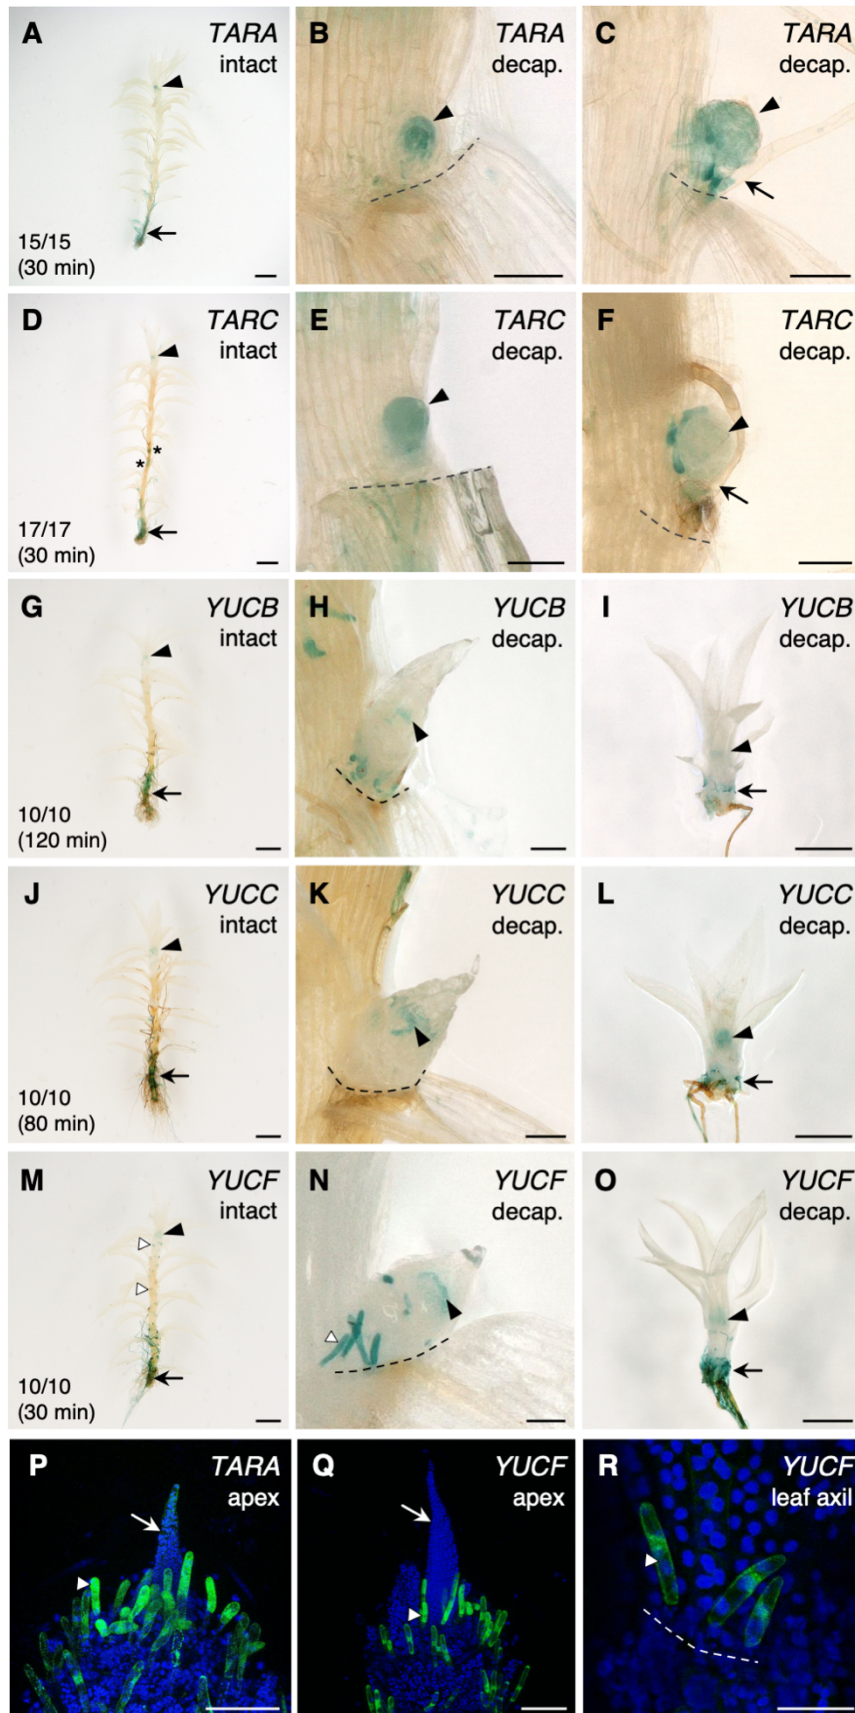 A TARA
intact
15/15
(30 min)
B TARA
decap.
C TARA
decap.
D TARC
intact
*
*
17/17
(30 min)
E TARC
decap.
F TARC
decap.
G YUCB
intact
10/10
(120 min)
H YUCB
decap.
I YUCB
decap.
J YUCC
intact
10/10
(80 min)
K YUCC
decap.
L YUCC
decap.
M YUCF
intact
10/10
(30 min)
N YUCF
decap.
O YUCF
decap.
P TARA
apex
Q YUCF
apex
R YUCF
leaf axil